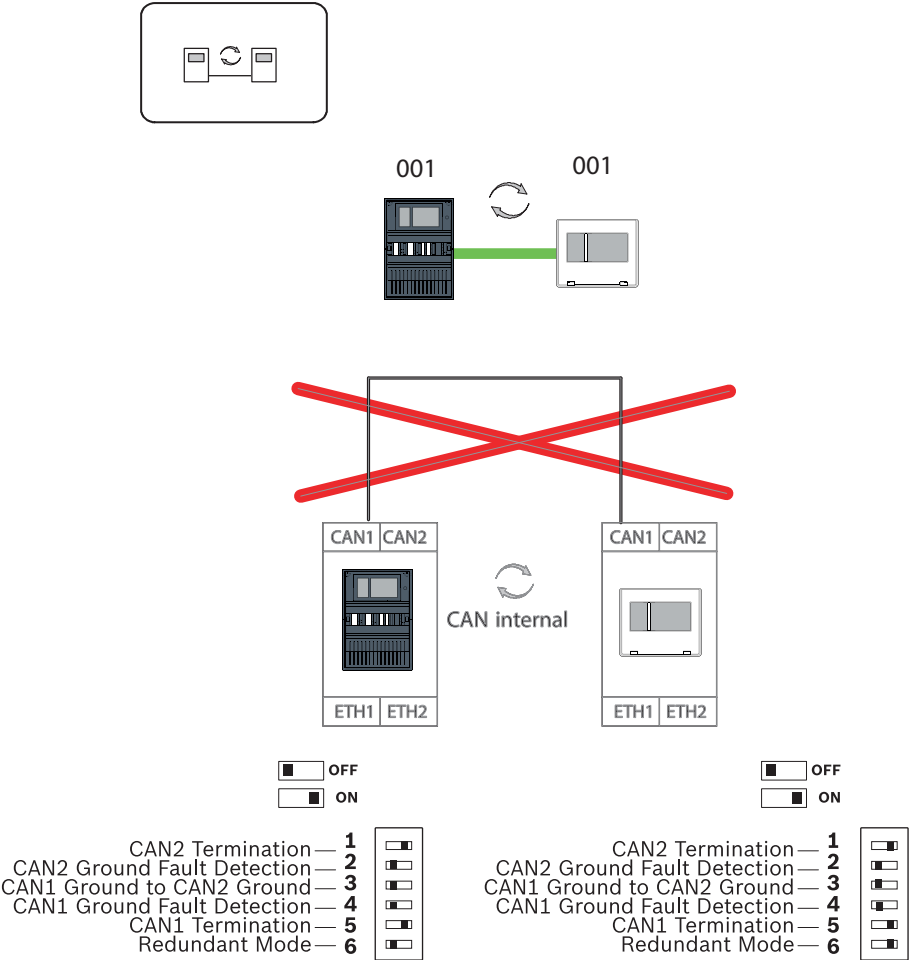 001 001
CAN1 CAN2 CAN1 CAN2
CAN internal
ETH1 ETH2 ETH1 ETH2
OFF OFF
ON ON
CAN2 Termination 1 CAN2 Termination 1
CAN2 Ground Fault Detection 2 CAN2 Ground Fault Detection 2
CAN1 Ground to CAN2 Ground 3 CAN1 Ground to CAN2 Ground 3
CAN1 Ground Fault Detection 4 CAN1 Ground Fault Detection 4
CAN1 Termination 5 CAN1 Termination 5
Redundant Mode 6 Redundant Mode 6